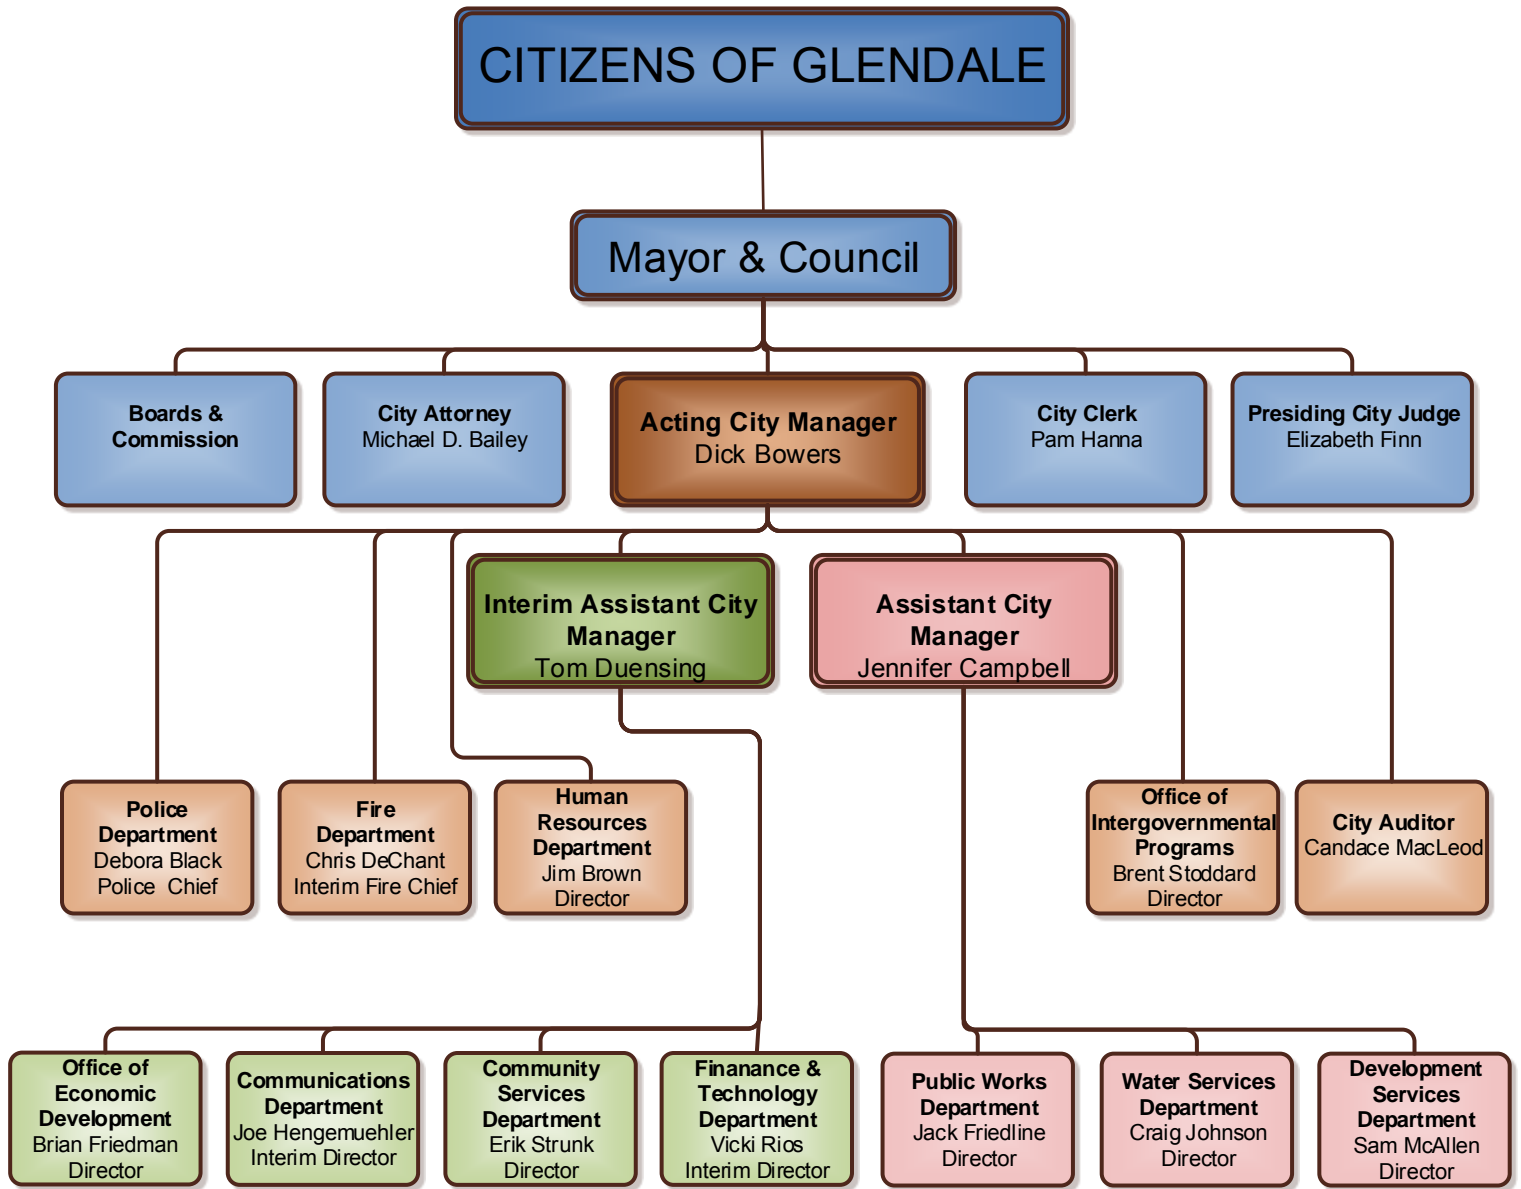 CITIZENS OF GLENDALE
Mayor & Council
Boards &
Commission
City Attorney
Michael D. Bailey
Acting City Manager
Dick Bowers
City Clerk
Pam Hanna
Presiding City Judge
Elizabeth Finn
Interim Assistant City
Manager
Tom Duensing
Assistant City
Manager
Jennifer Campbell
Police
Department
Debora Black
Police Chief
Fire
Department
Chris DeChant
Interim Fire Chief
Human
Resources
Department
Jim Brown
Director
Office of
Intergovernmental
Programs
Brent Stoddard
Director
City Auditor
Candace MacLeod
Office of
Economic
Development
Brian Friedman
Director
Communications
Department
Joe Hengemuehler
Interim Director
Community
Services
Department
Erik Strunk
Director
Finanance &
Technology
Department
Vicki Rios
Interim Director
Public Works
Department
Jack Friedline
Director
Water Services
Department
Craig Johnson
Director
Development
Services
Department
Sam McAllen
Director